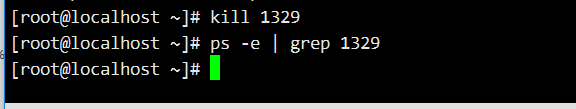 [root@localhost ~]# kill 1329
[root@localhost ~]# ps -e | grep 1329
[root@localhost ~]#